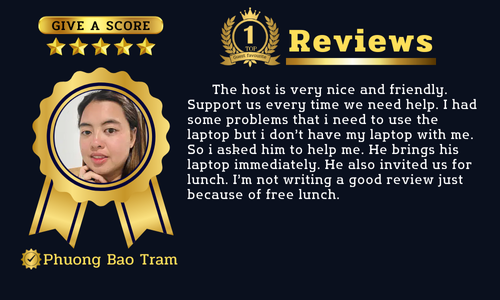 GIVE A SCORE
1
TOP
Reviews
The host is very nice and friendly.
Support us every time we need help. I had
some problems that i need to use the
laptop but i don't have my laptop with me.
So i asked him to help me. He brings his
laptop immediately. He also invited us for
lunch. I'm not writing a good review just
because of free lunch.
Phuong Bao Tram